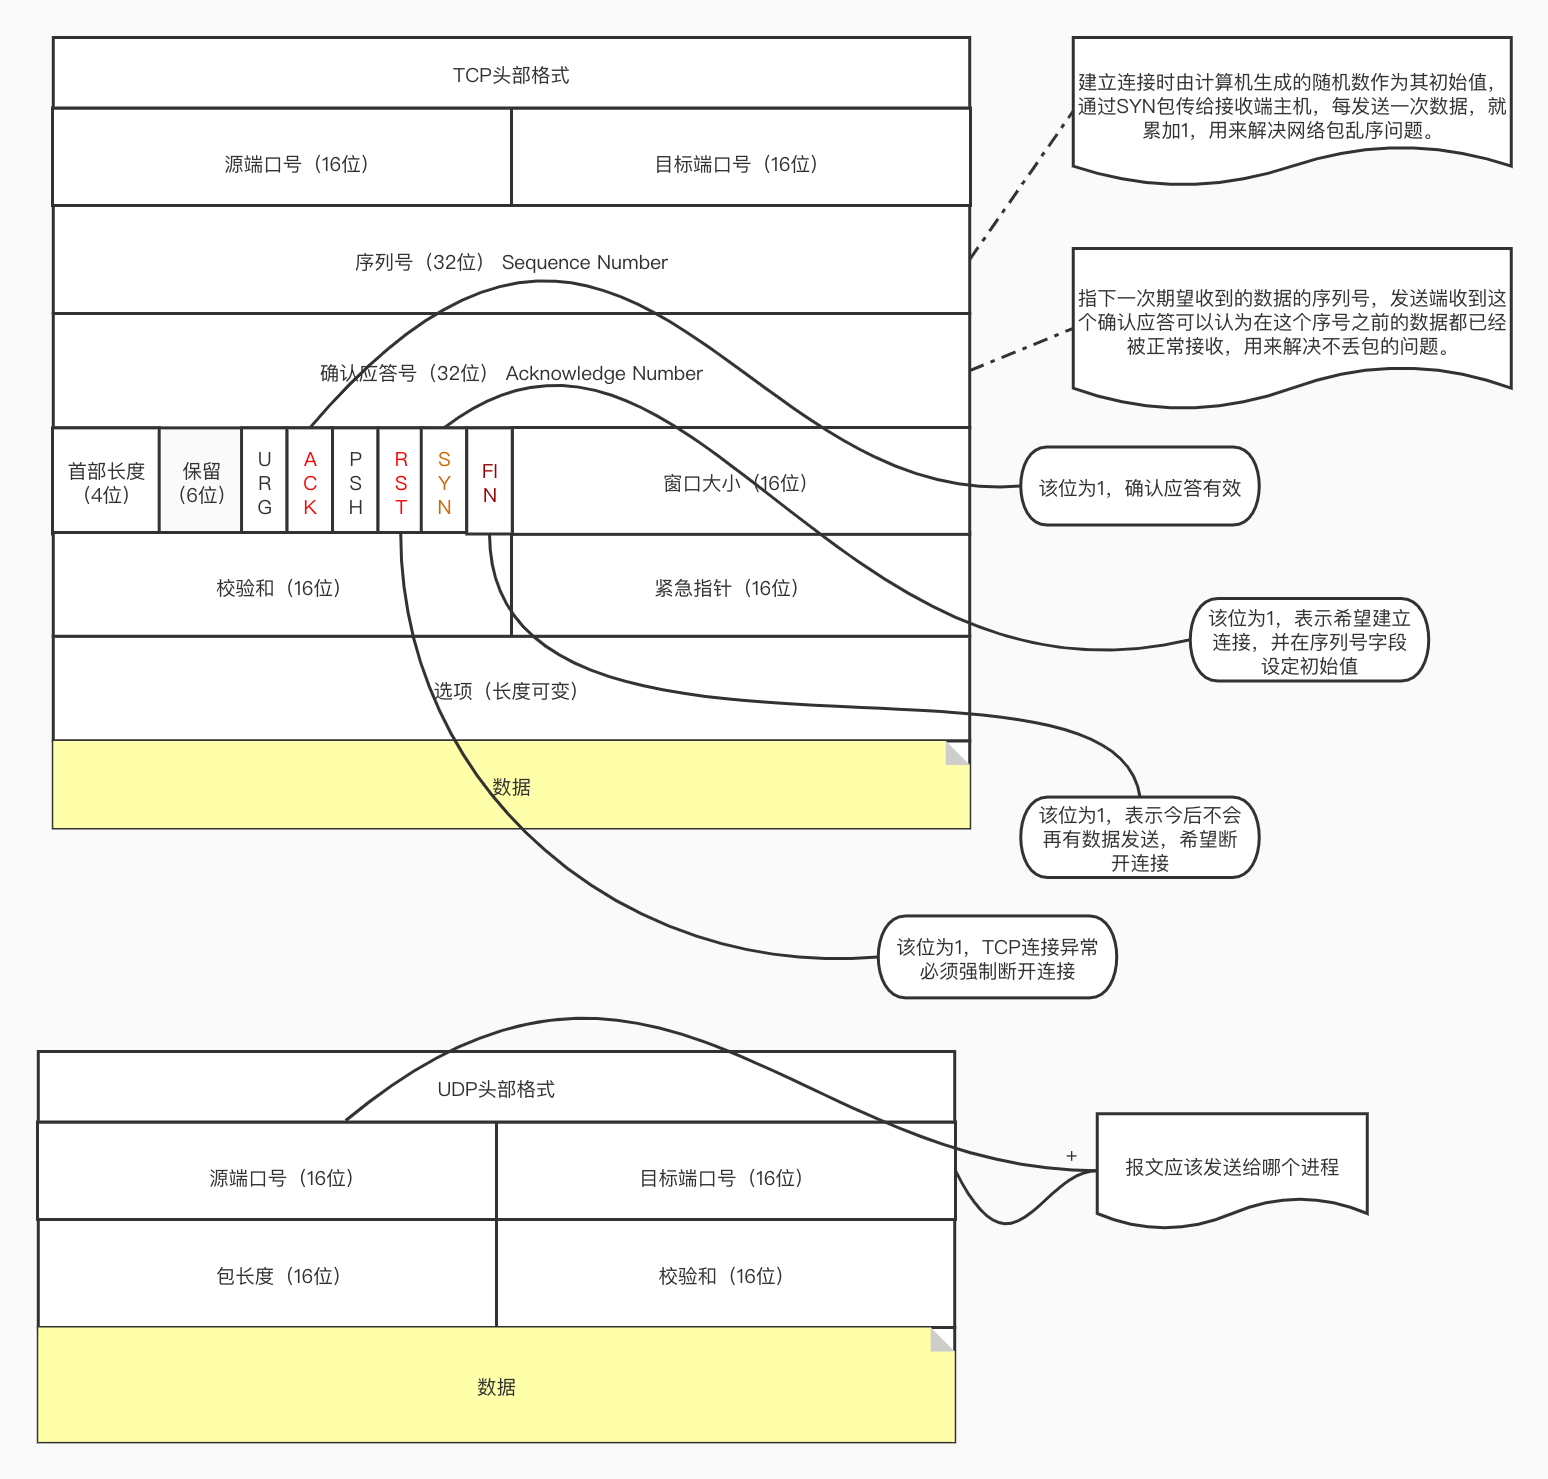 TCP头部格式
源端口号（16位）
目标端口号（16位）
序列号（32位） Sequence Number
确认应答号（32位） Acknowledge Number
首部长度
（4位）
保留
（6位）
U
R
G
A
C
K
P
S
H
R
S
T
S
Y
N
FI
N
窗口大小（16位）
校验和（16位）
紧急指针（16位）
选项（长度可变）
数据
建立连接时由计算机生成的随机数作为其初始值，
通过SYN包传给接收端主机，每发送一次数据，就
累加1，用来解决网络包乱序问题。
指下一次期望收到的数据的序列号，发送端收到这
个确认应答可以认为在这个序号之前的数据都已经
被正常接收，用来解决不丢包的问题。
该位为1，确认应答有效
该位为1，表示希望建立
连接，并在序列号字段
设定初始值
该位为1，表示今后不会
再有数据发送，希望断
开连接
该位为1，TCP连接异常
必须强制断开连接
UDP头部格式
源端口号（16位）
目标端口号（16位）
包长度（16位）
校验和（16位）
数据
+
报文应该发送给哪个进程